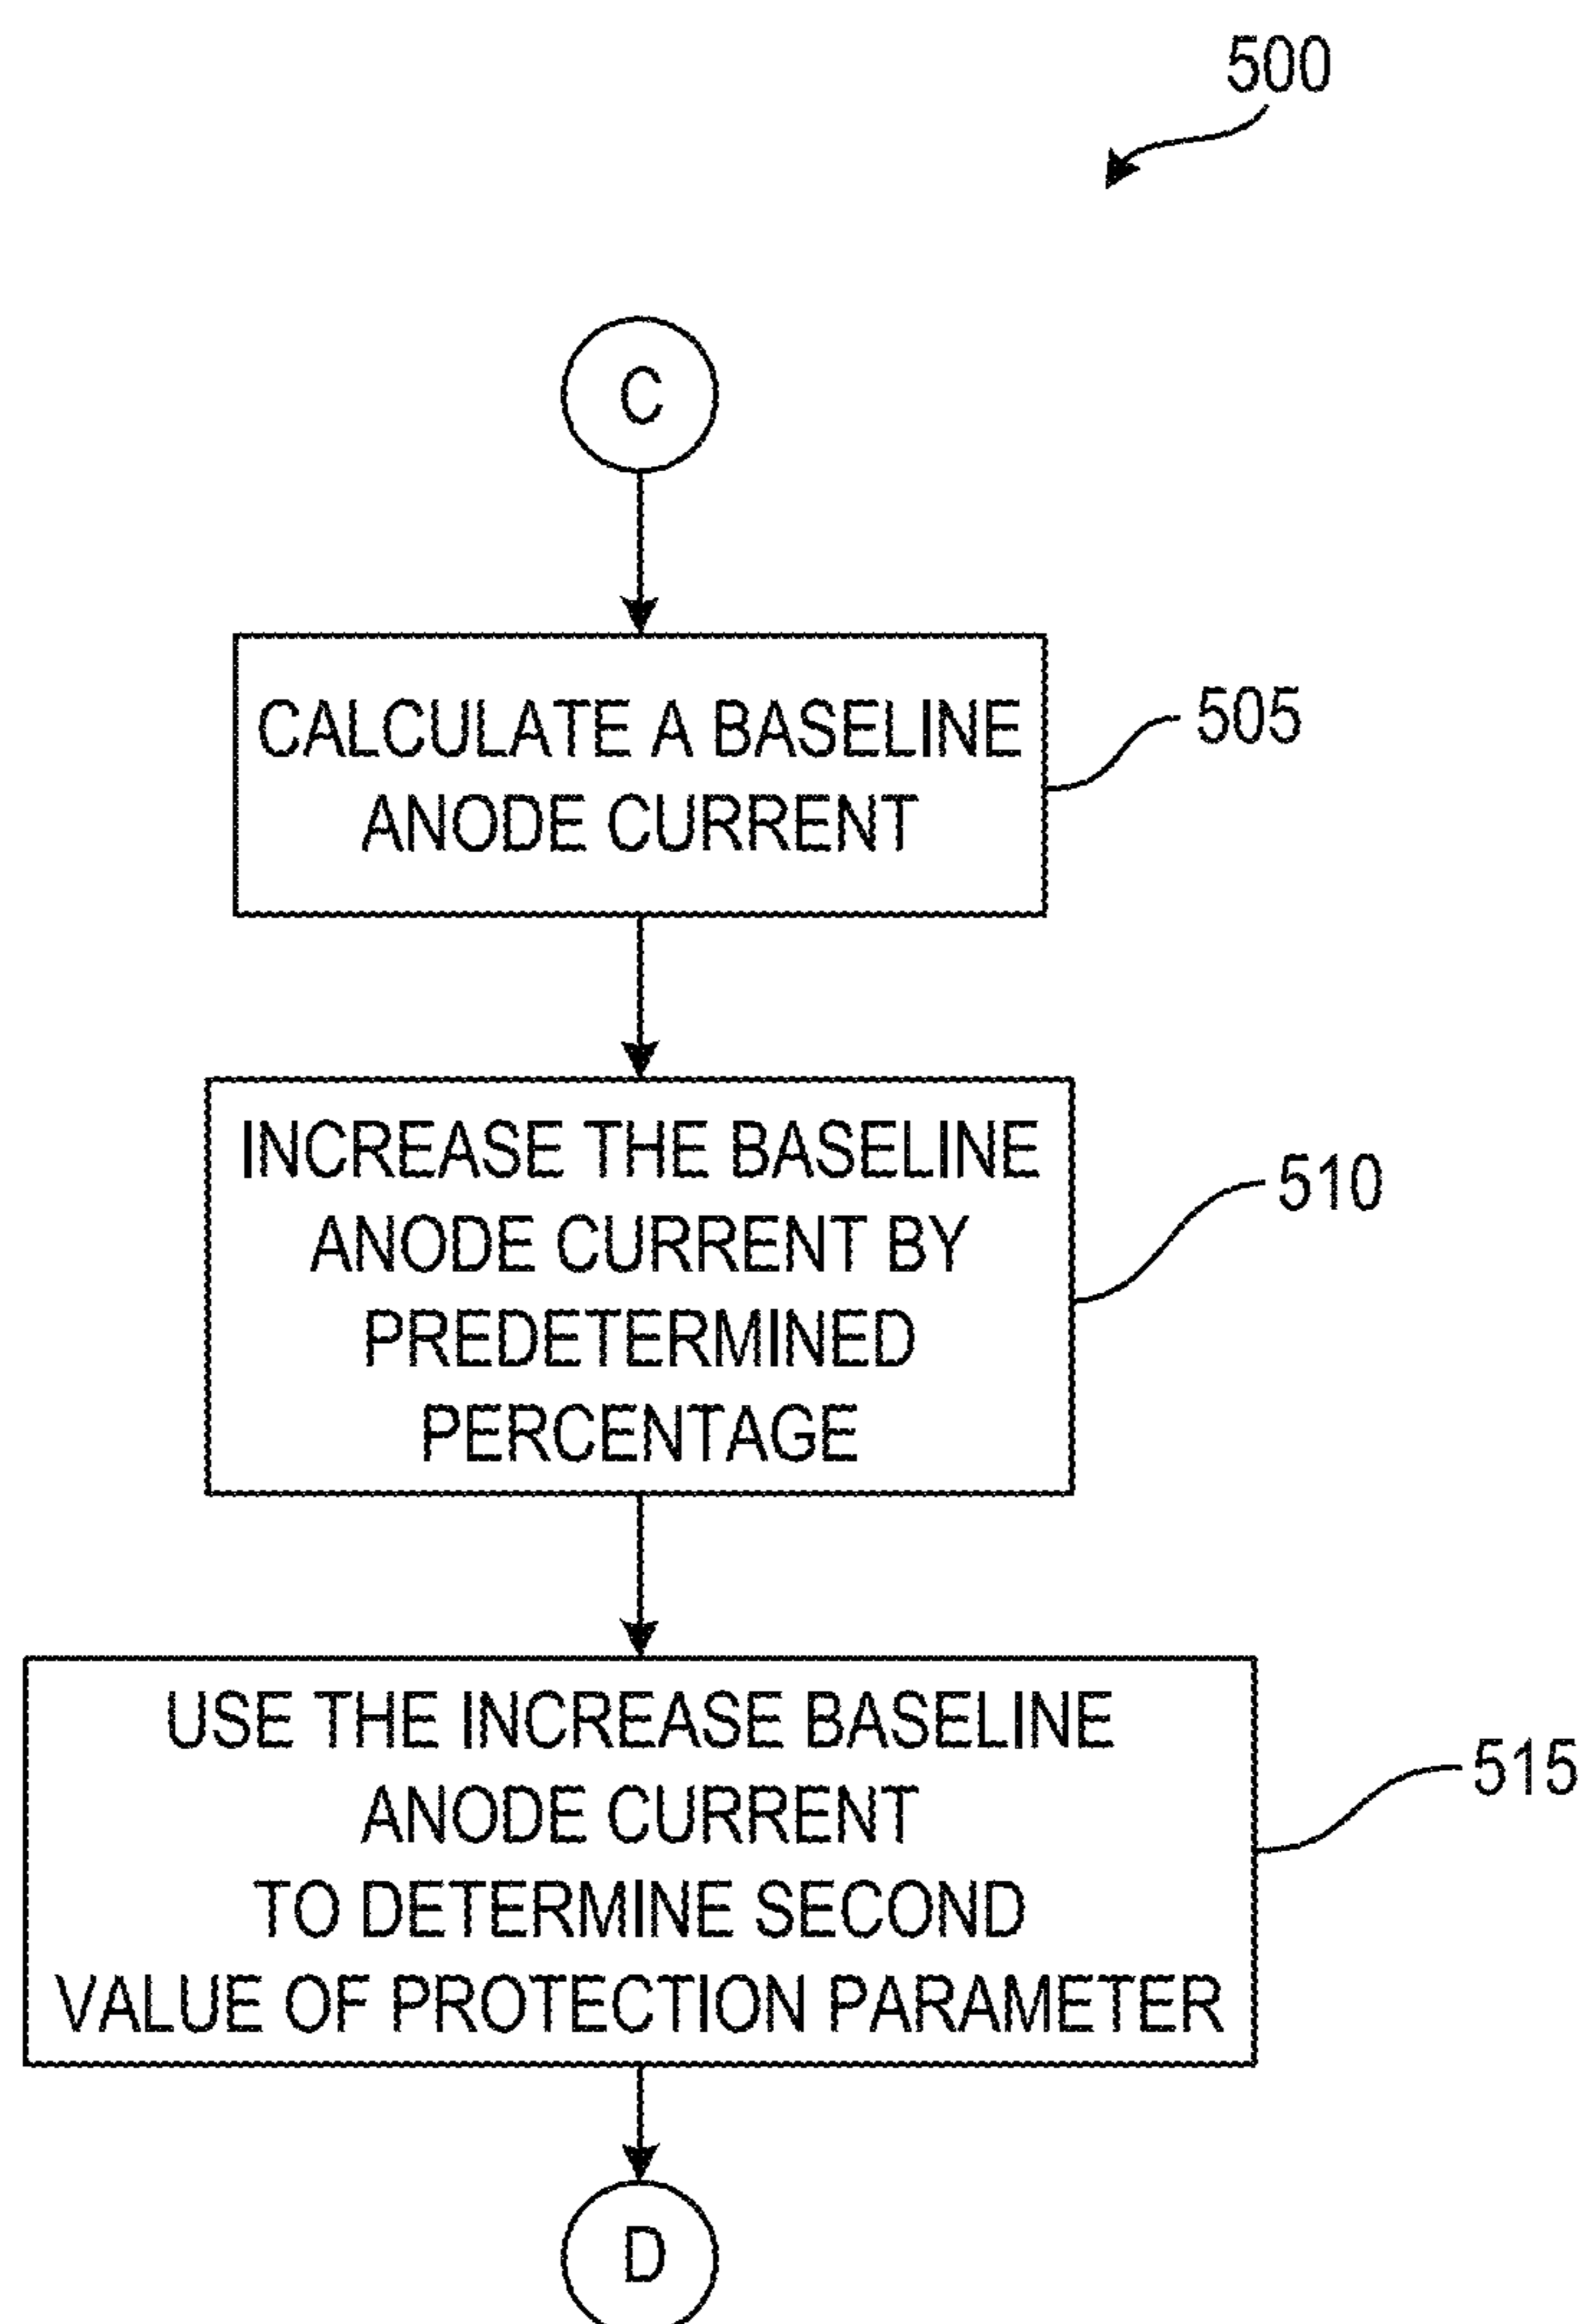 500
C
CALCULATE A BASELINE
ANODE CURRENT
505
INCREASE THE BASELINE
ANODE CURRENT BY
PREDETERMINED
PERCENTAGE
510
USE THE INCREASE BASELINE
ANODE CURRENT
TO DETERMINE SECOND
VALUE OF PROTECTION PARAMETER
515
D